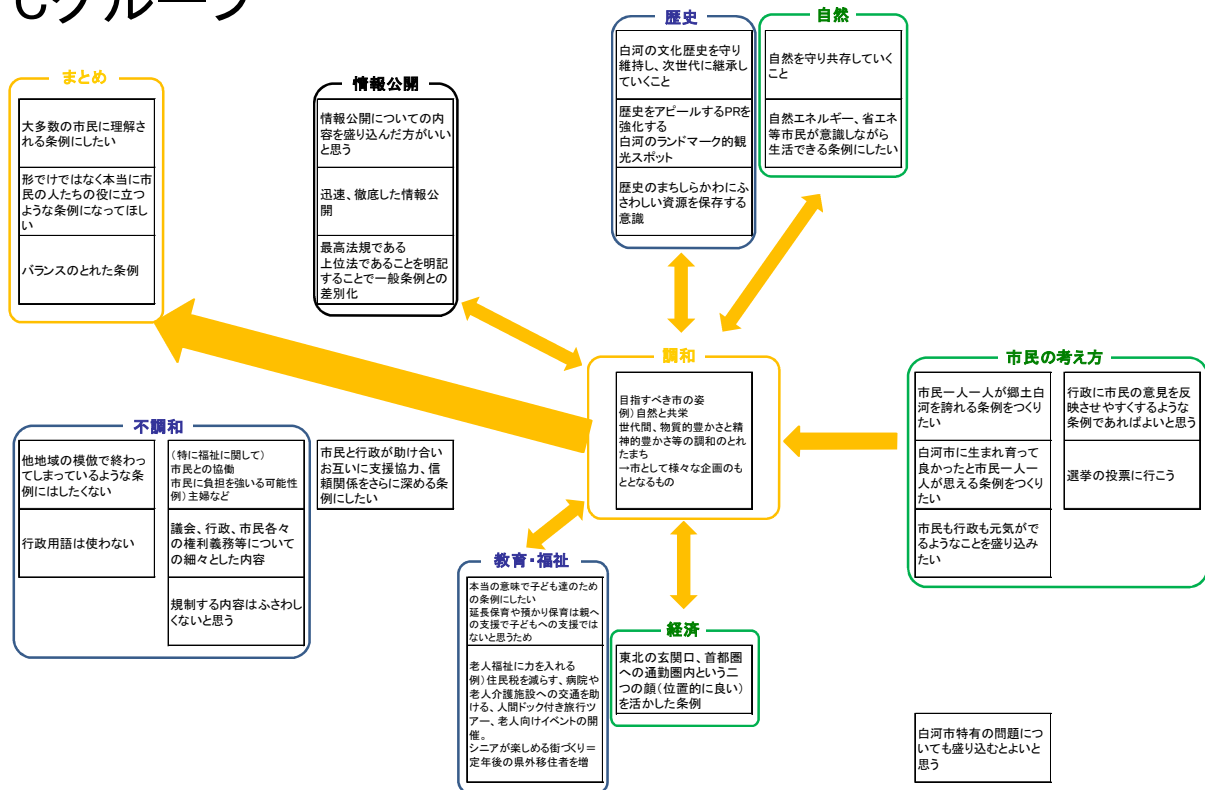 Cグループ
歴史
白河の文化歴史を守り
維持し、次世代に継承し
ていくこと
歴史をアピールするPRを
強化する
白河のランドマーク的観
光スポット
歴史のまちしらかわにふ
さわしい資源を保存する
意識
自然
自然を守り共存していく
こと
自然エネルギー、省エネ
等市民が意識しながら
生活できる条例にしたい
まとめ
大多数の市民に理解さ
れる条例にしたい
形でけではなく本当に市
民の人たちの役に立つ
ような条例になってほし
い
バランスのとれた条例
情報公開
情報公開についての内
容を盛り込んだ方がいい
と思う
迅速、徹底した情報公
開
最高法規である
上位法であることを明記
することで一般条例との
差別化
調和
目指すべき市の姿
例)自然と共栄
世代間、物質的豊かさと精
神的豊かさ等の調和のとれ
たまち
→市として様々な企画のも
ととなるもの
市民の考え方
市民一人一人が郷土白
河を誇れる条例をつくり
たい
白河市に生まれ育って
良かったと市民一人一
人が思える条例をつくり
たい
市民も行政も元気がで
るようなことを盛り込み
たい
行政に市民の意見を反
映させやすくするような
条例であればよいと思う
選挙の投票に行こう
不調和
他地域の模倣で終わっ
てしまっているような条
例にはしたくない
行政用語は使わない
(特に福祉に関して)
市民との協働
市民に負担を強いる可能性
例)主婦など
議会、行政、市民各々
の権利義務等について
の細々とした内容
規制する内容はふさわし
くないと思う
市民と行政が助け合い
お互いに支援協力、信
頼関係をさらに深める条
例にしたい
教育・福祉
本当の意味で子ども達のため
の条例にしたい
延長保育や預かり保育は親へ
の支援で子どもへの支援では
ないと思うため
老人福祉に力を入れる
例)住民税を減らす、病院や
老人介護施設への交通を助
ける、人間ドック付き旅行ツ
アー、老人向けイベントの開
催。
シニアが楽しめる街づくり＝
定年後の県外移住者を増
経済
東北の玄関口、首都圏
への通勤圏内という二
つの顔(位置的に良い)
を活かした条例
白河市特有の問題につ
いても盛り込むとよいと
思う